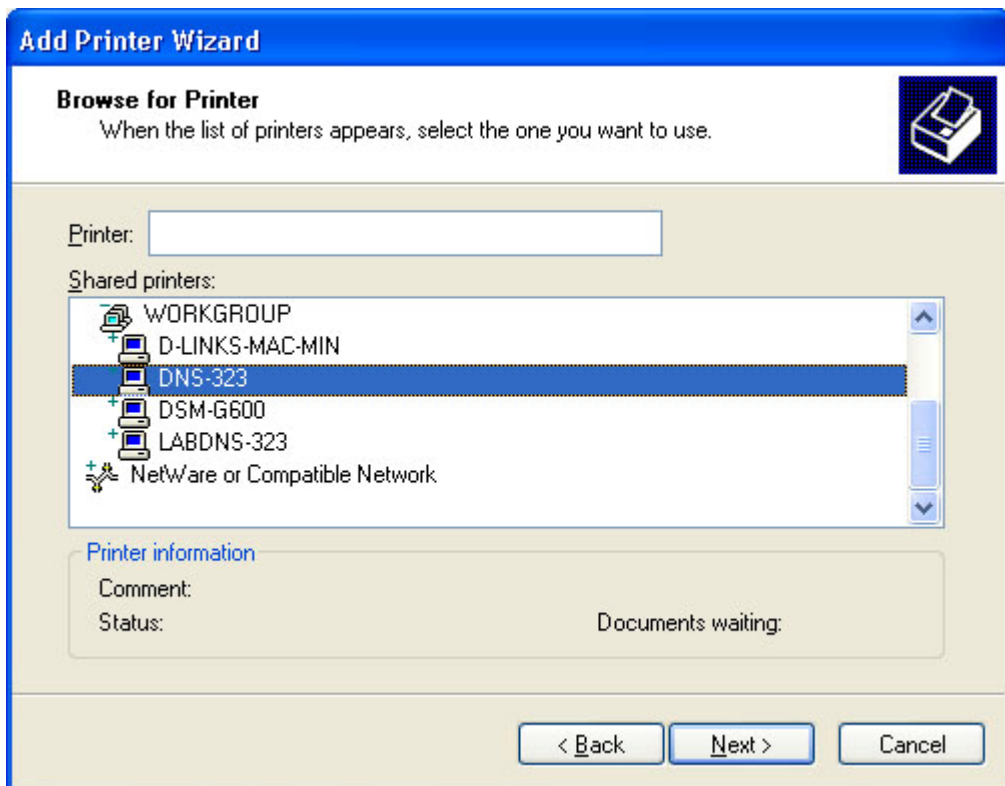 Add Printer Wizard
Browse for Printer
When the list of printers appears, select the one you want to use.
Printer:
Shared printers:
WORKGROUP
D-LINKS-MAC-MIN
DNS-323
DSM-G600
LABDNS-323
NetWare or Compatible Network
Printer information
Comment:
Status: Documents waiting:
< Back Next > Cancel